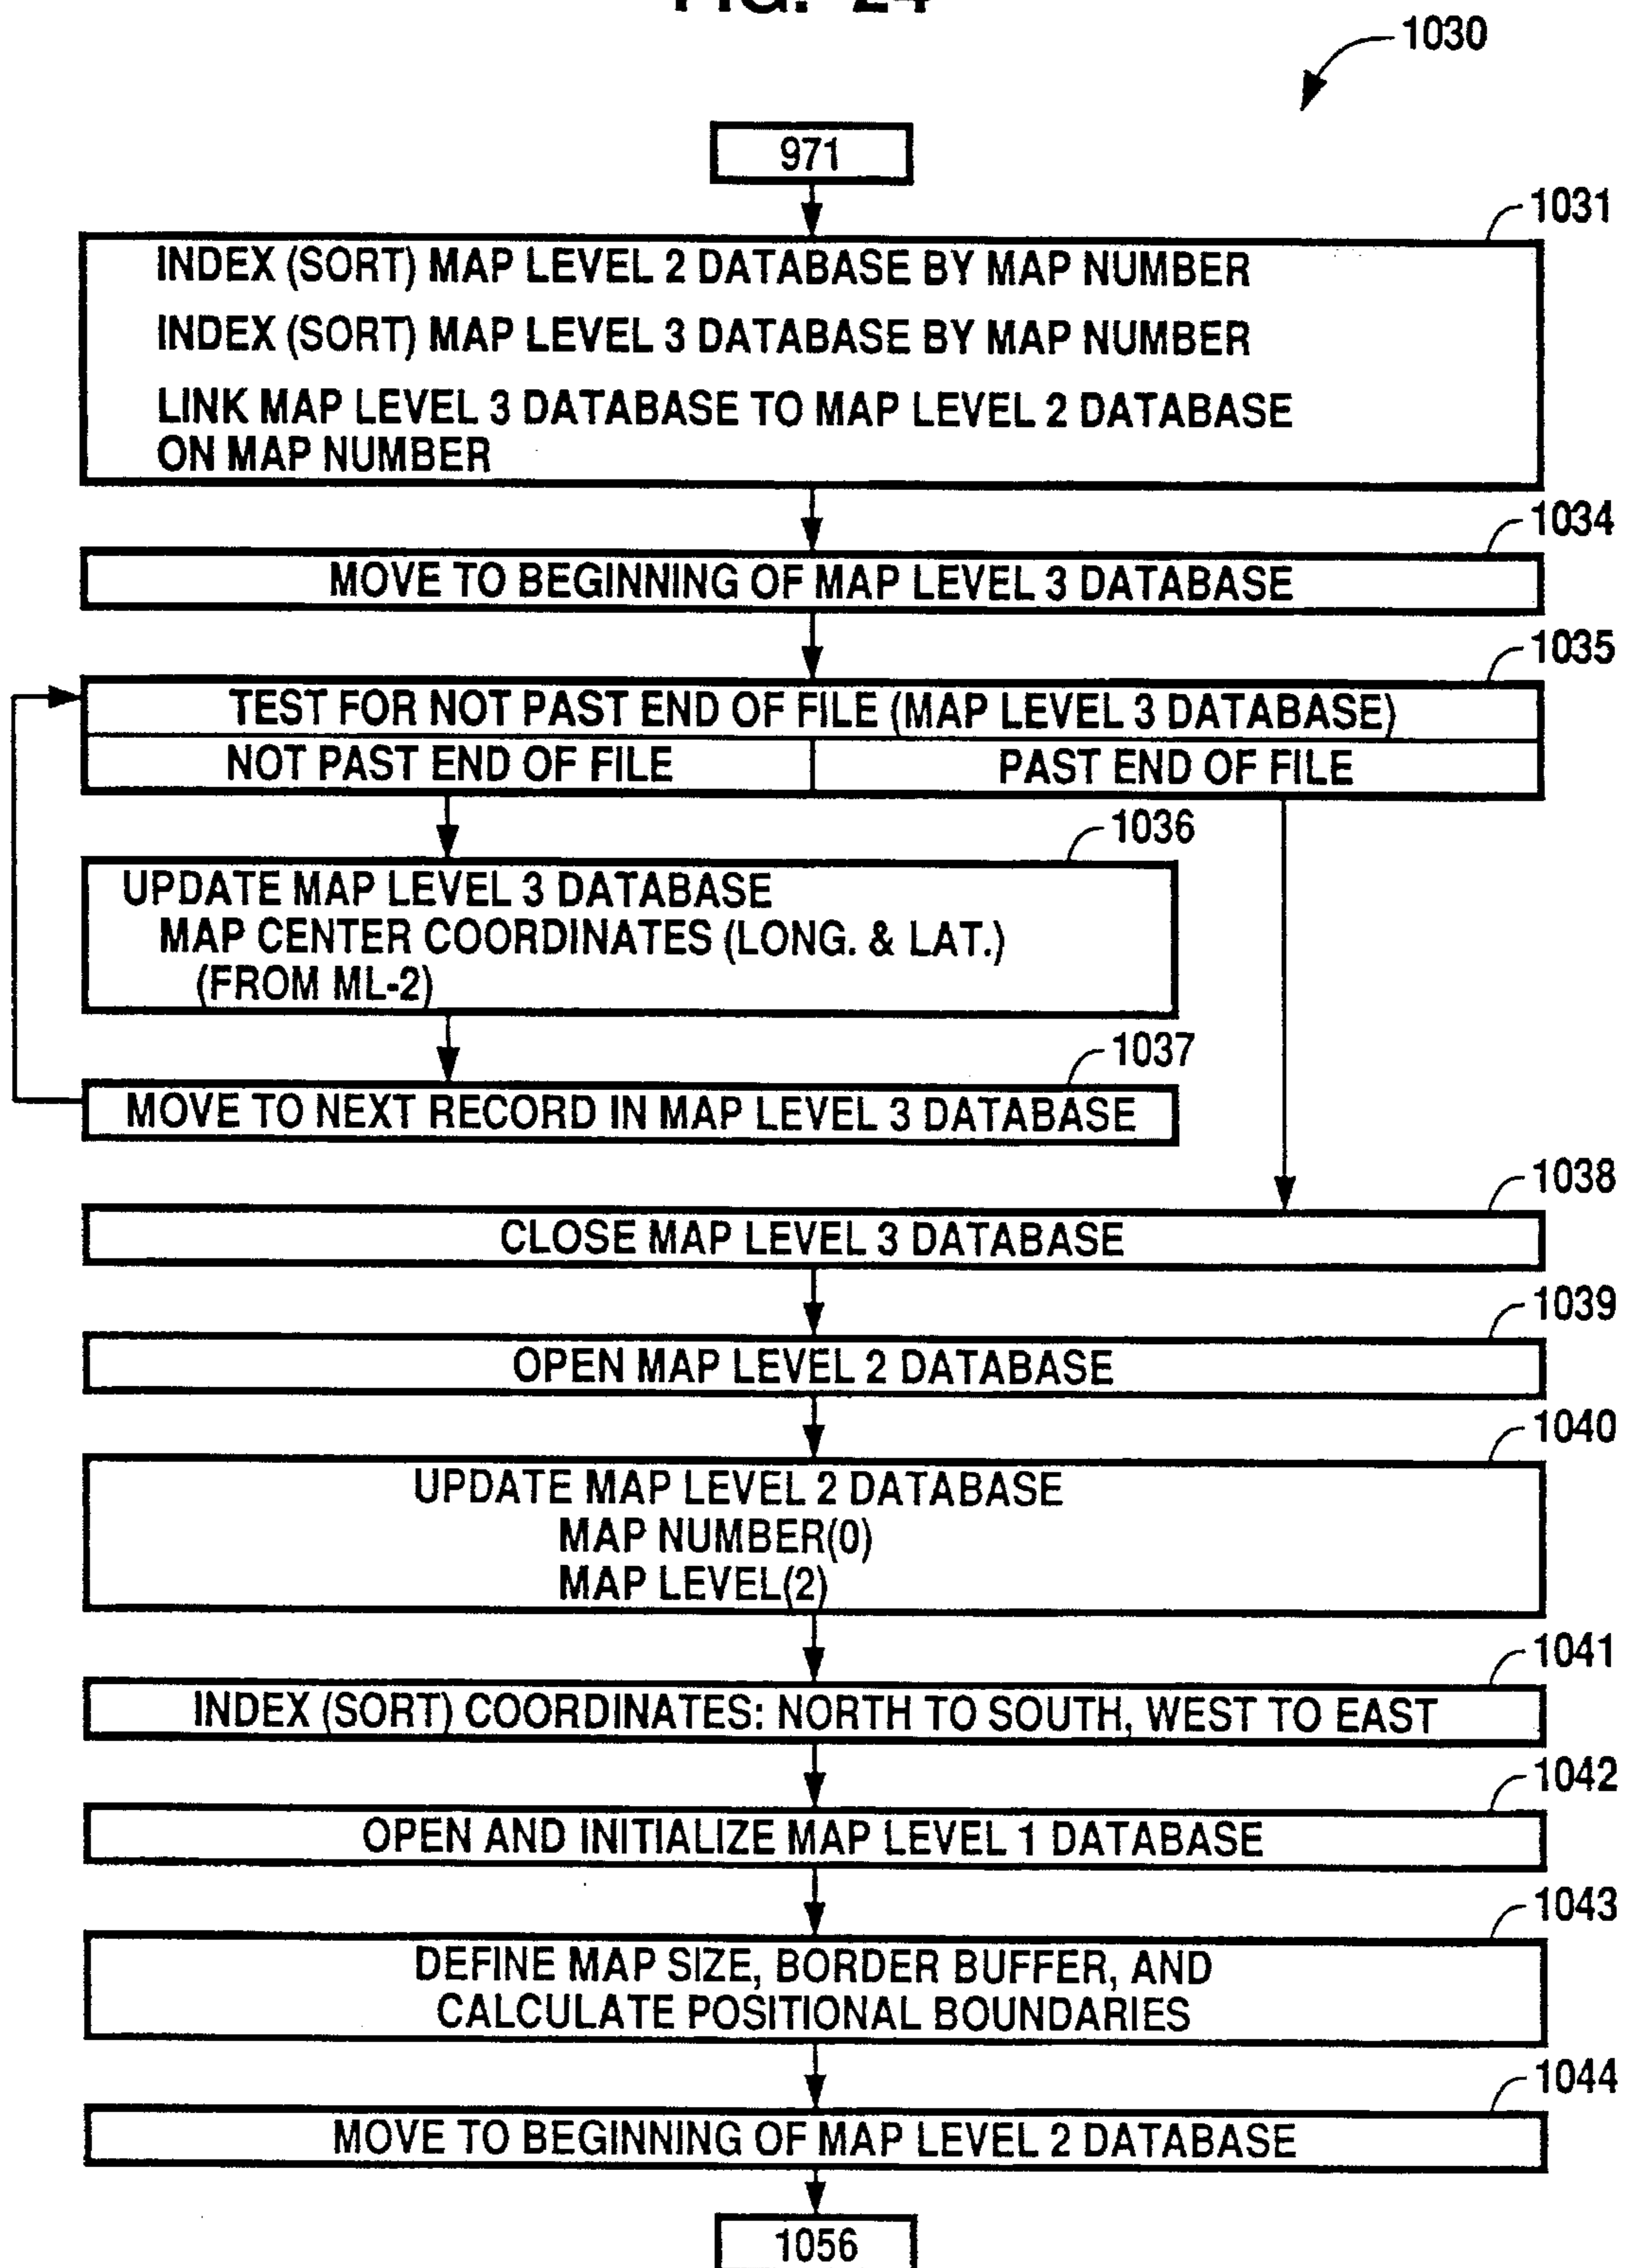 FIG. 24
1030
971
1031
INDEX (SORT) MAP LEVEL 2 DATABASE BY MAP NUMBER
INDEX (SORT) MAP LEVEL 3 DATABASE BY MAP NUMBER
LINK MAP LEVEL 3 DATABASE TO MAP LEVEL 2 DATABASE
ON MAP NUMBER
1034
MOVE TO BEGINNING OF MAP LEVEL 3 DATABASE
1035
TEST FOR NOT PAST END OF FILE (MAP LEVEL 3 DATABASE)
NOT PAST END OF FILE
PAST END OF FILE
1036
UPDATE MAP LEVEL 3 DATABASE
MAP CENTER COORDINATES (LONG. & LAT.)
(FROM ML-2)
1037
MOVE TO NEXT RECORD IN MAP LEVEL 3 DATABASE
1038
CLOSE MAP LEVEL 3 DATABASE
1039
OPEN MAP LEVEL 2 DATABASE
1040
UPDATE MAP LEVEL 2 DATABASE
MAP NUMBER(0)
MAP LEVEL(2)
1041
INDEX (SORT) COORDINATES: NORTH TO SOUTH, WEST TO EAST
1042
OPEN AND INITIALIZE MAP LEVEL 1 DATABASE
1043
DEFINE MAP SIZE, BORDER BUFFER, AND
CALCULATE POSITIONAL BOUNDARIES
1044
MOVE TO BEGINNING OF MAP LEVEL 2 DATABASE
1056